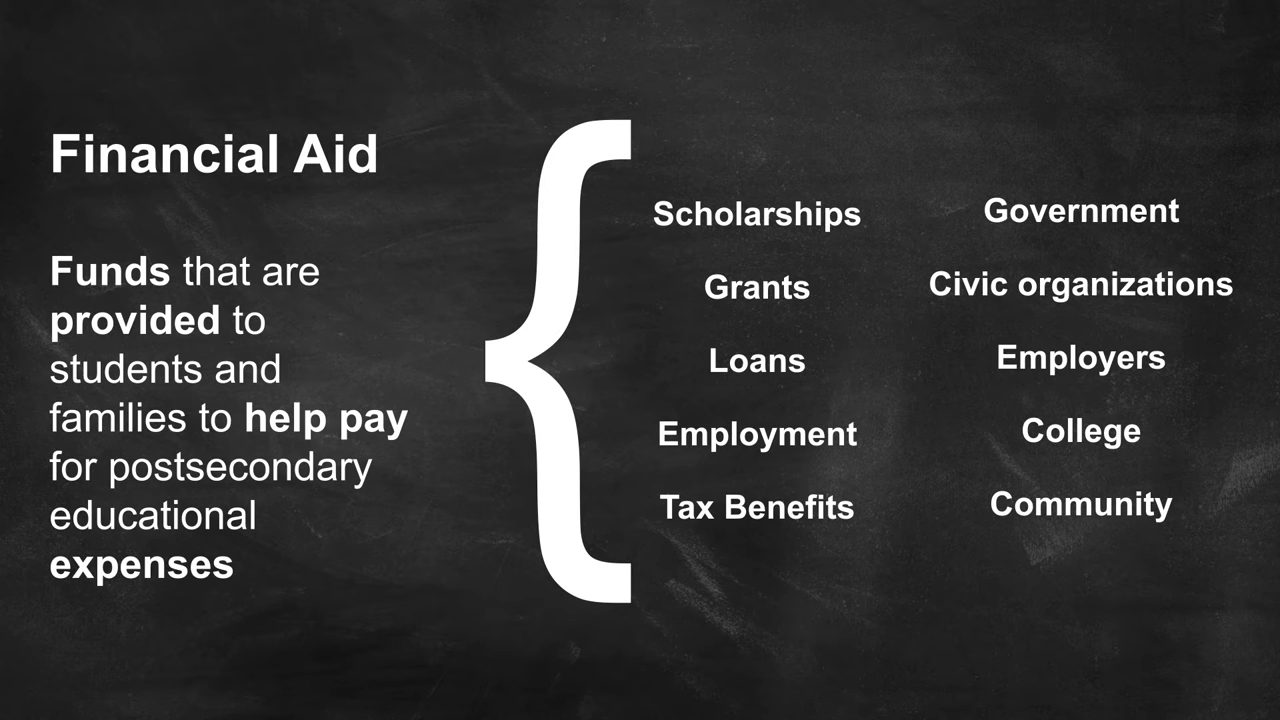 Financial Aid
Funds that are
provided to
students and
families to help pay
for postsecondary
educational
expenses
{
Scholarships
Grants
Loans
Employment
Tax Benefits
Government
Civic organizations
Employers
College
Community